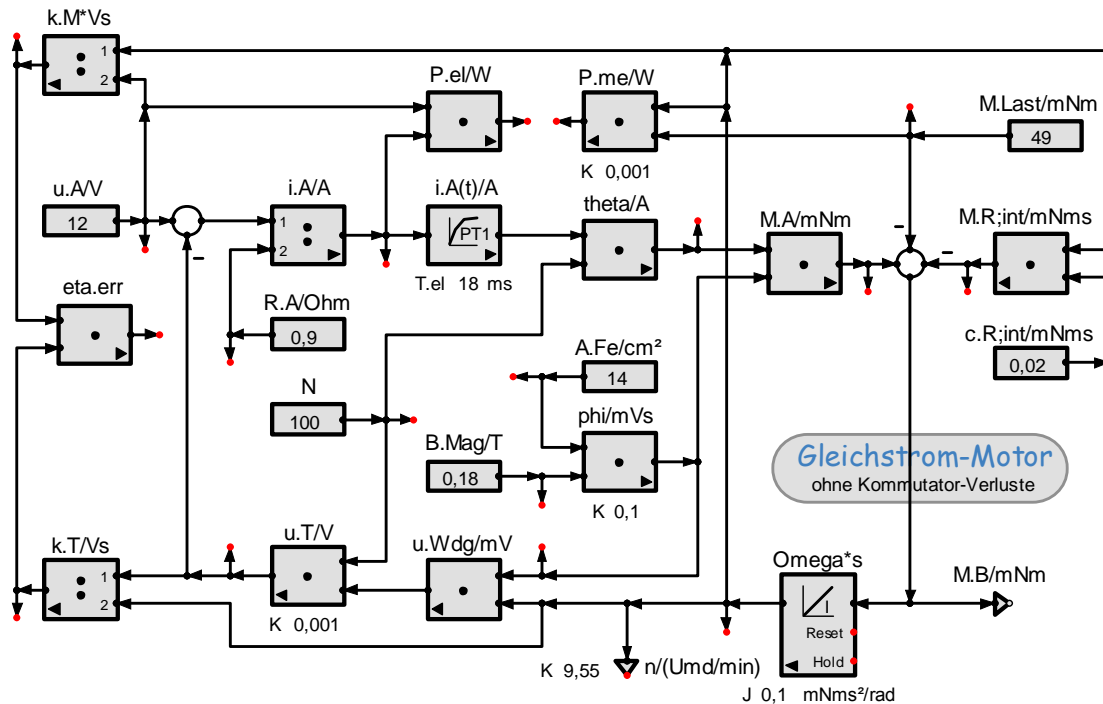 k.M*Vs
1
2
P.el/W
P.me/W
K 0,001
M.Last/mNm
49
u.A/V
12
i.A/A
1
2
i.A(t)/A
PT1
T.el 18 ms
theta/A
M.A/mNm
M.R;int/mNms
eta.err
R.A/Ohm
0,9
A.Fe/cm²
14
c.R;int/mNms
0,02
N
100
B.Mag/T
0,18
phi/mVs
K 0,1
Gleichstrom-Motor
ohne Kommutator-Verluste
k.T/Vs
1
2
u.T/V
K 0,001
u.Wdg/mV
Omega*s
I
Reset
Hold
J 0,1 mNms²/rad
M.B/mNm
K 9,55
n/(Umd/min)